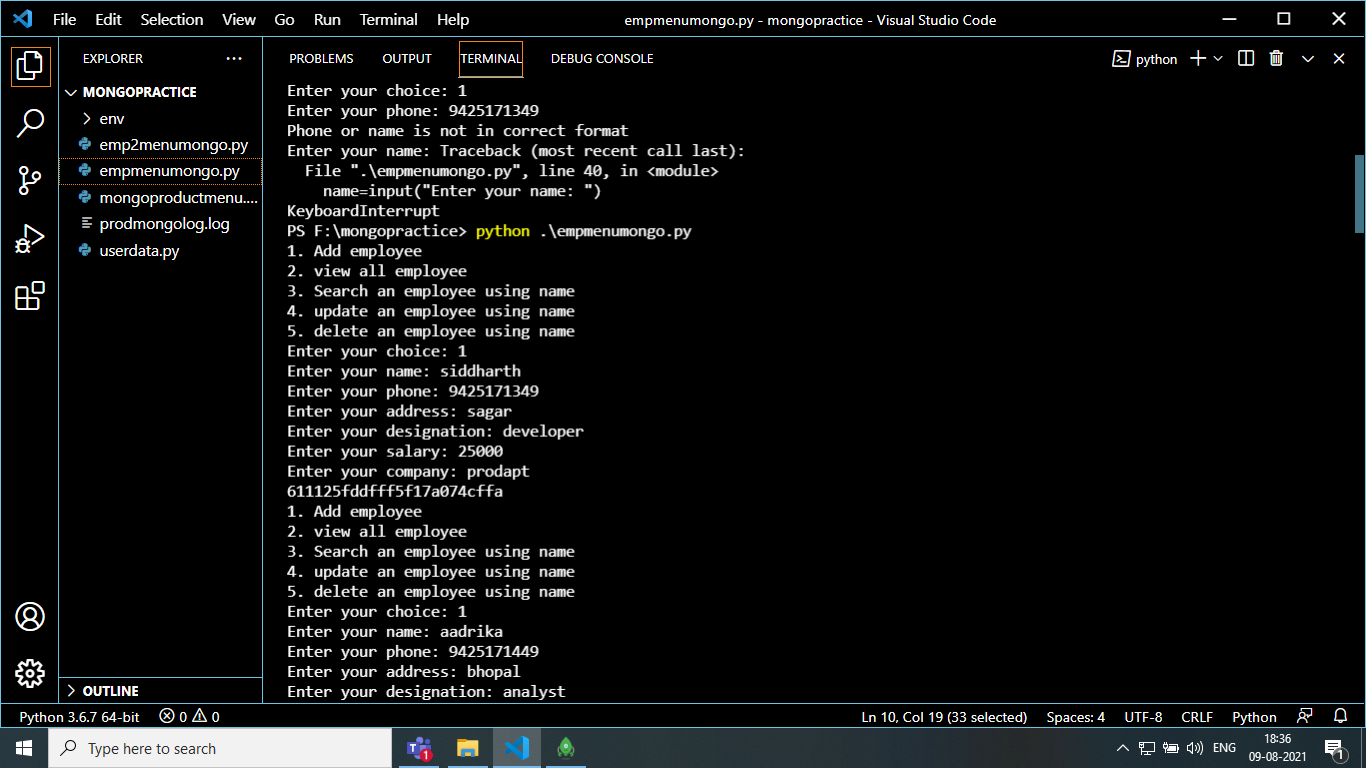 File Edit Selection View Go Run Terminal Help
empmenumongo.py - mongopractice - Visual Studio Code
EXPLORER
MONGOPRACTICE
env
emp2menumongo.py
empmenumongo.py
mongoproductmenu....
prodmongolog.log
userdata.py
OUTLINE
PROBLEMS OUTPUT TERMINAL DEBUG CONSOLE
python
Enter your choice: 1
Enter your phone: 9425171349
Phone or name is not in correct format
Enter your name: Traceback (most recent call last):
  File ".\empmenumongo.py", line 40, in <module>
    name=input("Enter your name: ")
KeyboardInterrupt
PS F:\mongopractice> python .\empmenumongo.py
1. Add employee
2. view all employee
3. Search an employee using name
4. update an employee using name
5. delete an employee using name
Enter your choice: 1
Enter your name: siddharth
Enter your phone: 9425171349
Enter your address: sagar
Enter your designation: developer
Enter your salary: 25000
Enter your company: prodapt
611125fddfff5f17a074cffa
1. Add employee
2. view all employee
3. Search an employee using name
4. update an employee using name
5. delete an employee using name
Enter your choice: 1
Enter your name: aadrika
Enter your phone: 9425171449
Enter your address: bhopal
Enter your designation: analyst
Python 3.6.7 64-bit 0 0
Ln 10, Col 19 (33 selected) Spaces: 4 UTF-8 CRLF Python
Type here to search
1
ENG
18:36
09-08-2021
1